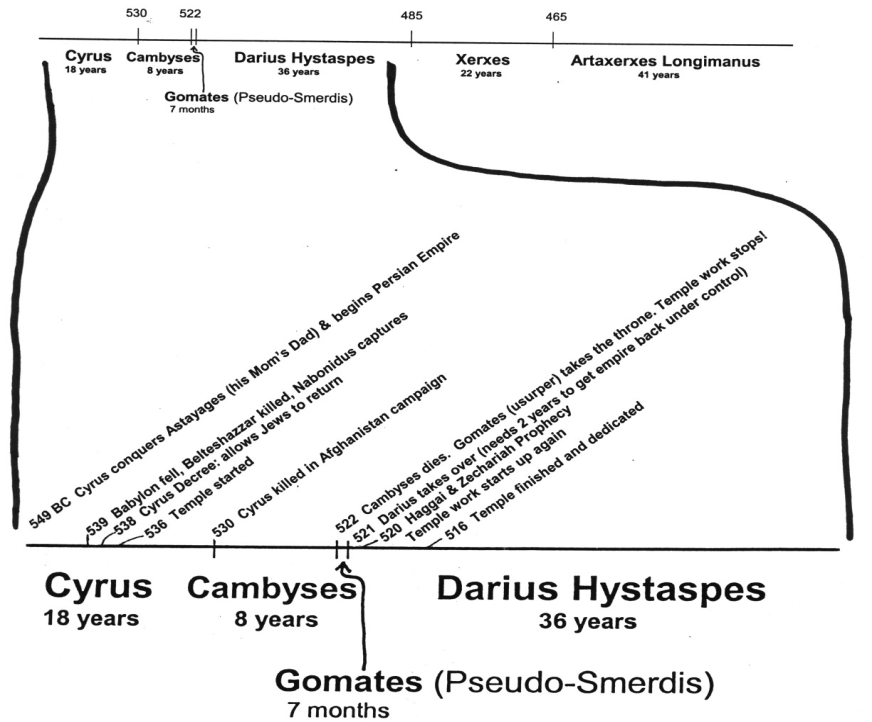 530 522 485 465
Cyrus Cambyses Darius Hystaspes Xerxes Artaxerxes Longimanus
18 years 8 years 36 years 22 years 41 years
Gomates (Pseudo-Smerdis)
7 months
549 BC Cyrus conquers Astayages (his Mom's Dad) & begins Persian Empire
539 Babylon fell, Belteshazzar killed, Nabonidus captures
538 Cyrus Decree: allows Jews to return
536 Temple started
530 Cyrus killed in Afghanistan campaign
522 Cambyses dies. Gomates (usurper) takes the throne. Temple work stops!
521 Darius takes over (needs 2 years to get empire back under control)
520 Haggai & Zechariah Prophecy
Temple work starts up again
516 Temple finished and dedicated
Cyrus Cambyses Darius Hystaspes
18 years 8 years 36 years
Gomates (Pseudo-Smerdis)
7 months